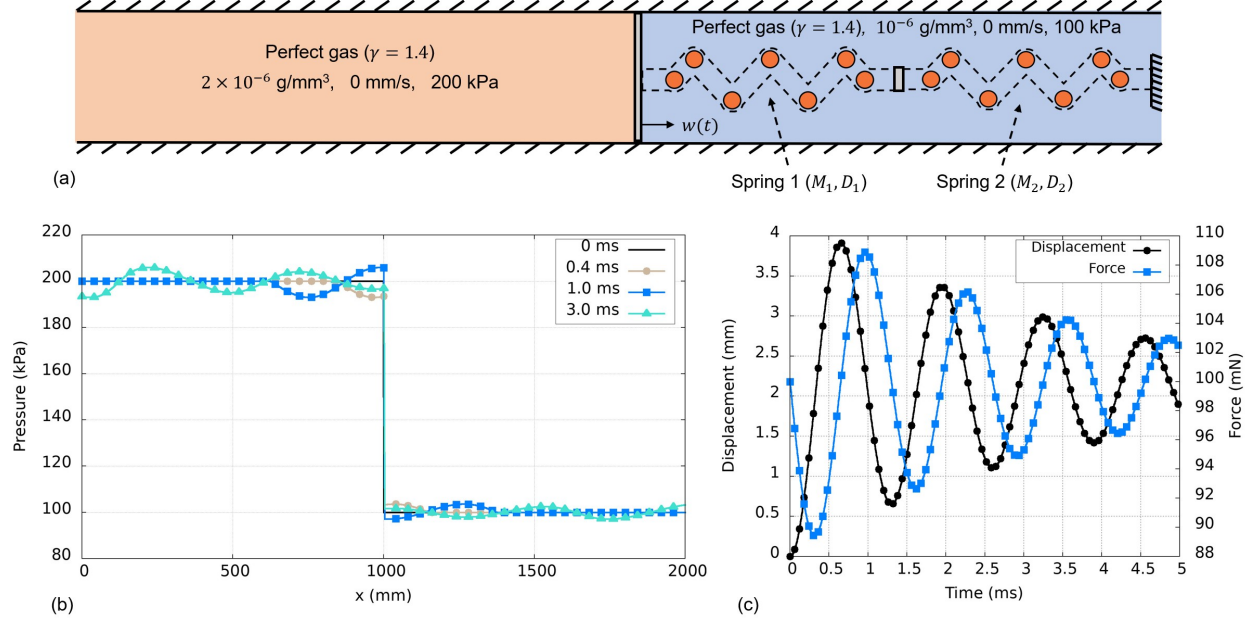 Perfect gas (γ = 1.4)
2 × 10⁻⁶ g/mm³, 0 mm/s, 200 kPa
Perfect gas (γ = 1.4), 10⁻⁶ g/mm³, 0 mm/s, 100 kPa
w(t)
Spring 1 (M₁, D₁)
Spring 2 (M₂, D₂)
(a)
Pressure (kPa)
220
200
180
160
140
120
100
80
0 ms
0.4 ms
1.0 ms
3.0 ms
0 500 1000 1500 2000
x (mm)
(b)
Displacement (mm)
4
3.5
3
2.5
2
1.5
1
0.5
0
Displacement
Force
110
108
106
104
102
100
98
96
94
92
90
88
Force (mN)
0 0.5 1 1.5 2 2.5 3 3.5 4 4.5 5
Time (ms)
(c)